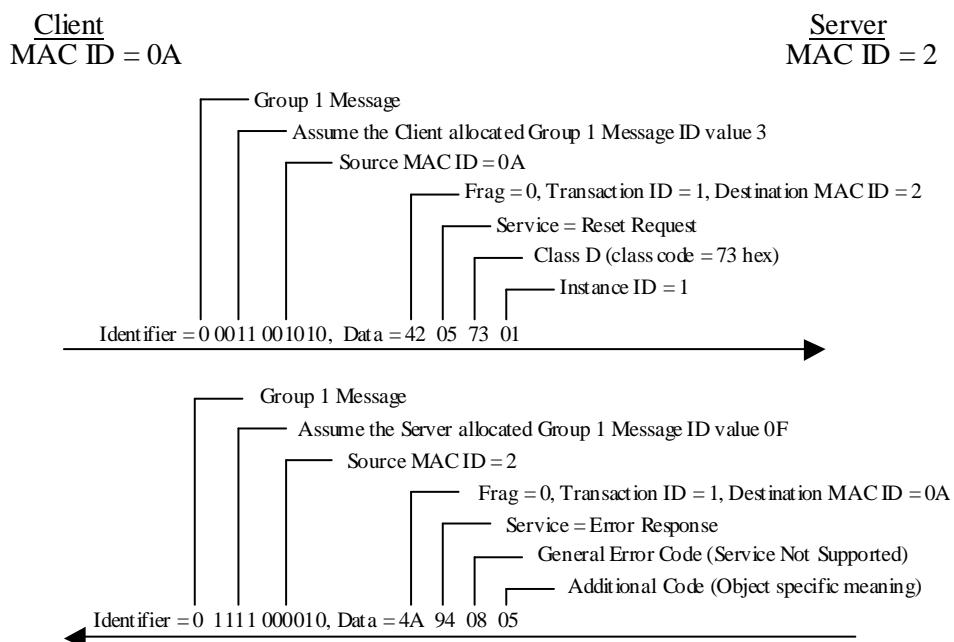 Client
MAC ID = 0A
Server
MAC ID = 2
Group 1 Message
Assume the Client allocated Group 1 Message ID value 3
Source MAC ID = 0A
Frag = 0, Transaction ID = 1, Destination MAC ID = 2
Service = Reset Request
Class D (class code = 73 hex)
Instance ID = 1
Identifier = 0 0011 001010, Data = 42 05 73 01
Group 1 Message
Assume the Server allocated Group 1 Message ID value 0F
Source MAC ID = 2
Frag = 0, Transaction ID = 1, Destination MAC ID = 0A
Service = Error Response
General Error Code (Service Not Supported)
Additional Code (Object specific meaning)
Identifier = 0 1111 000010, Data = 4A 94 08 05